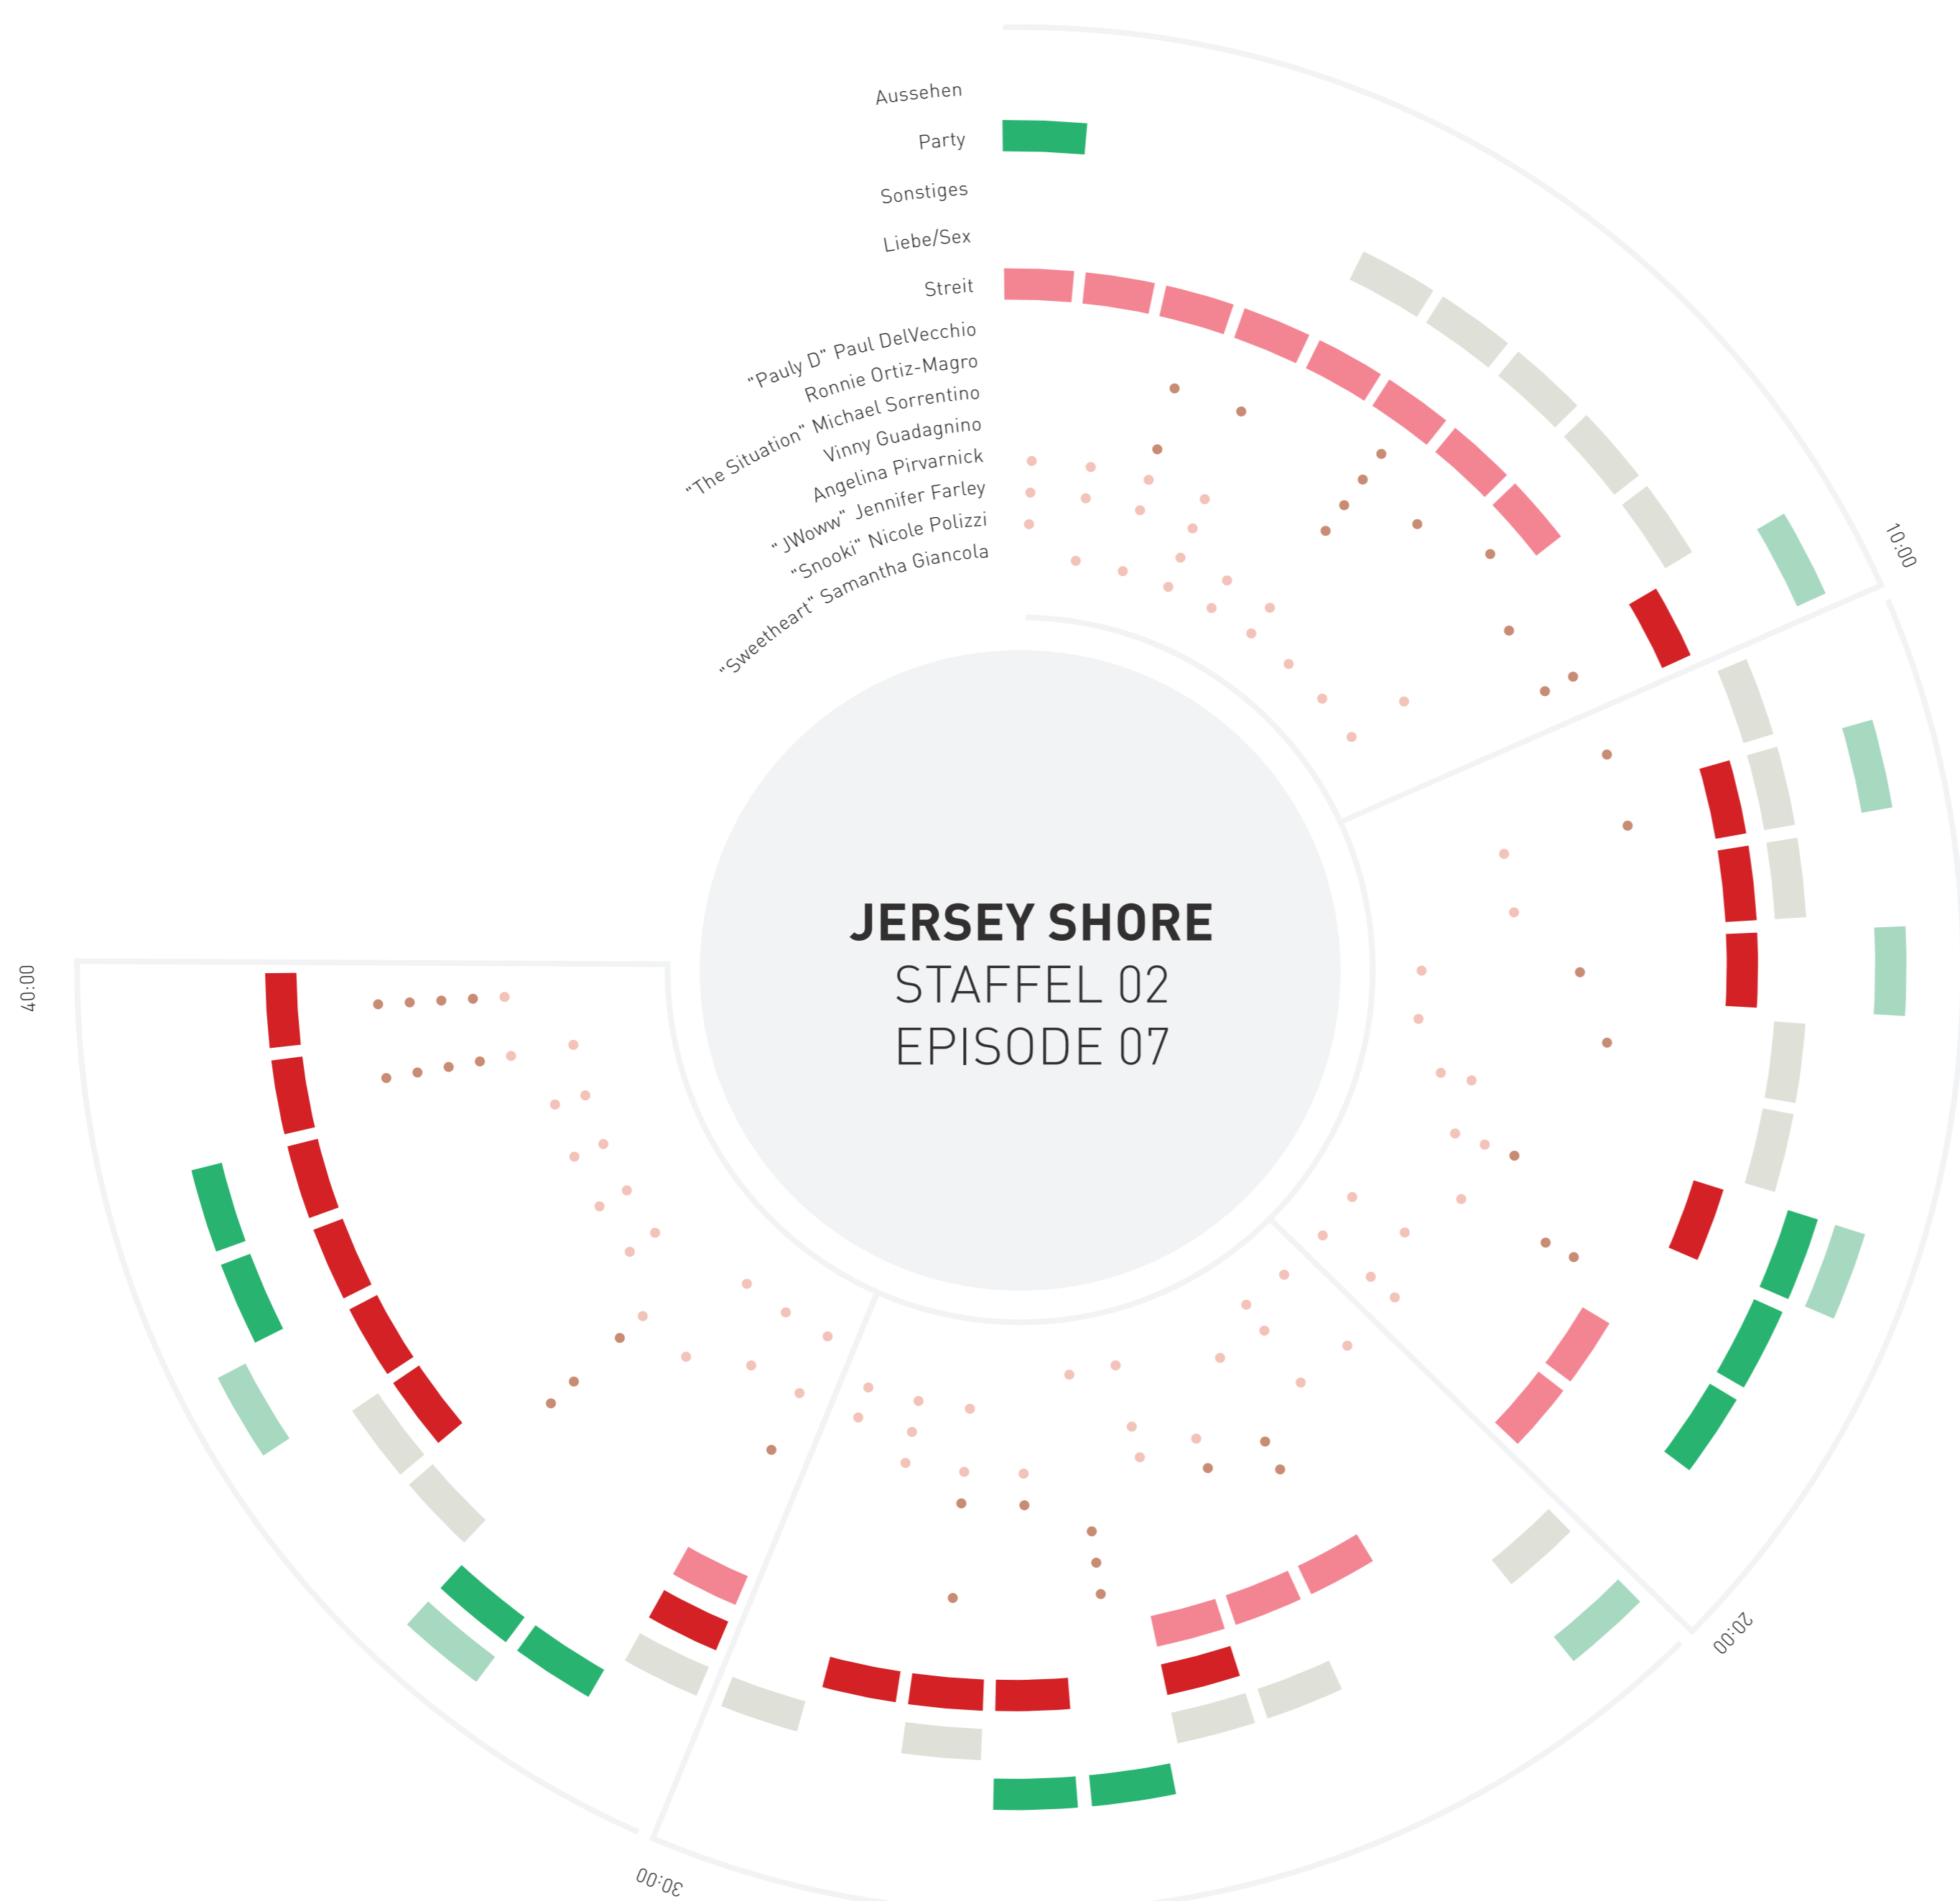 Aussehen
Party
Sonstiges
Liebe/Sex
Streit
"Pauly D" Paul DelVecchio
Ronnie Ortiz-Magro
"The Situation" Michael Sorrentino
Vinny Guadagnino
Angelina Pirvarnick
"JWoww" Jennifer Farley
"Snooki" Nicole Polizzi
"Sweetheart" Samantha Giancola
10:00
JERSEY SHORE
STAFFEL 02
EPISODE 07
40:00
20:00
30:00